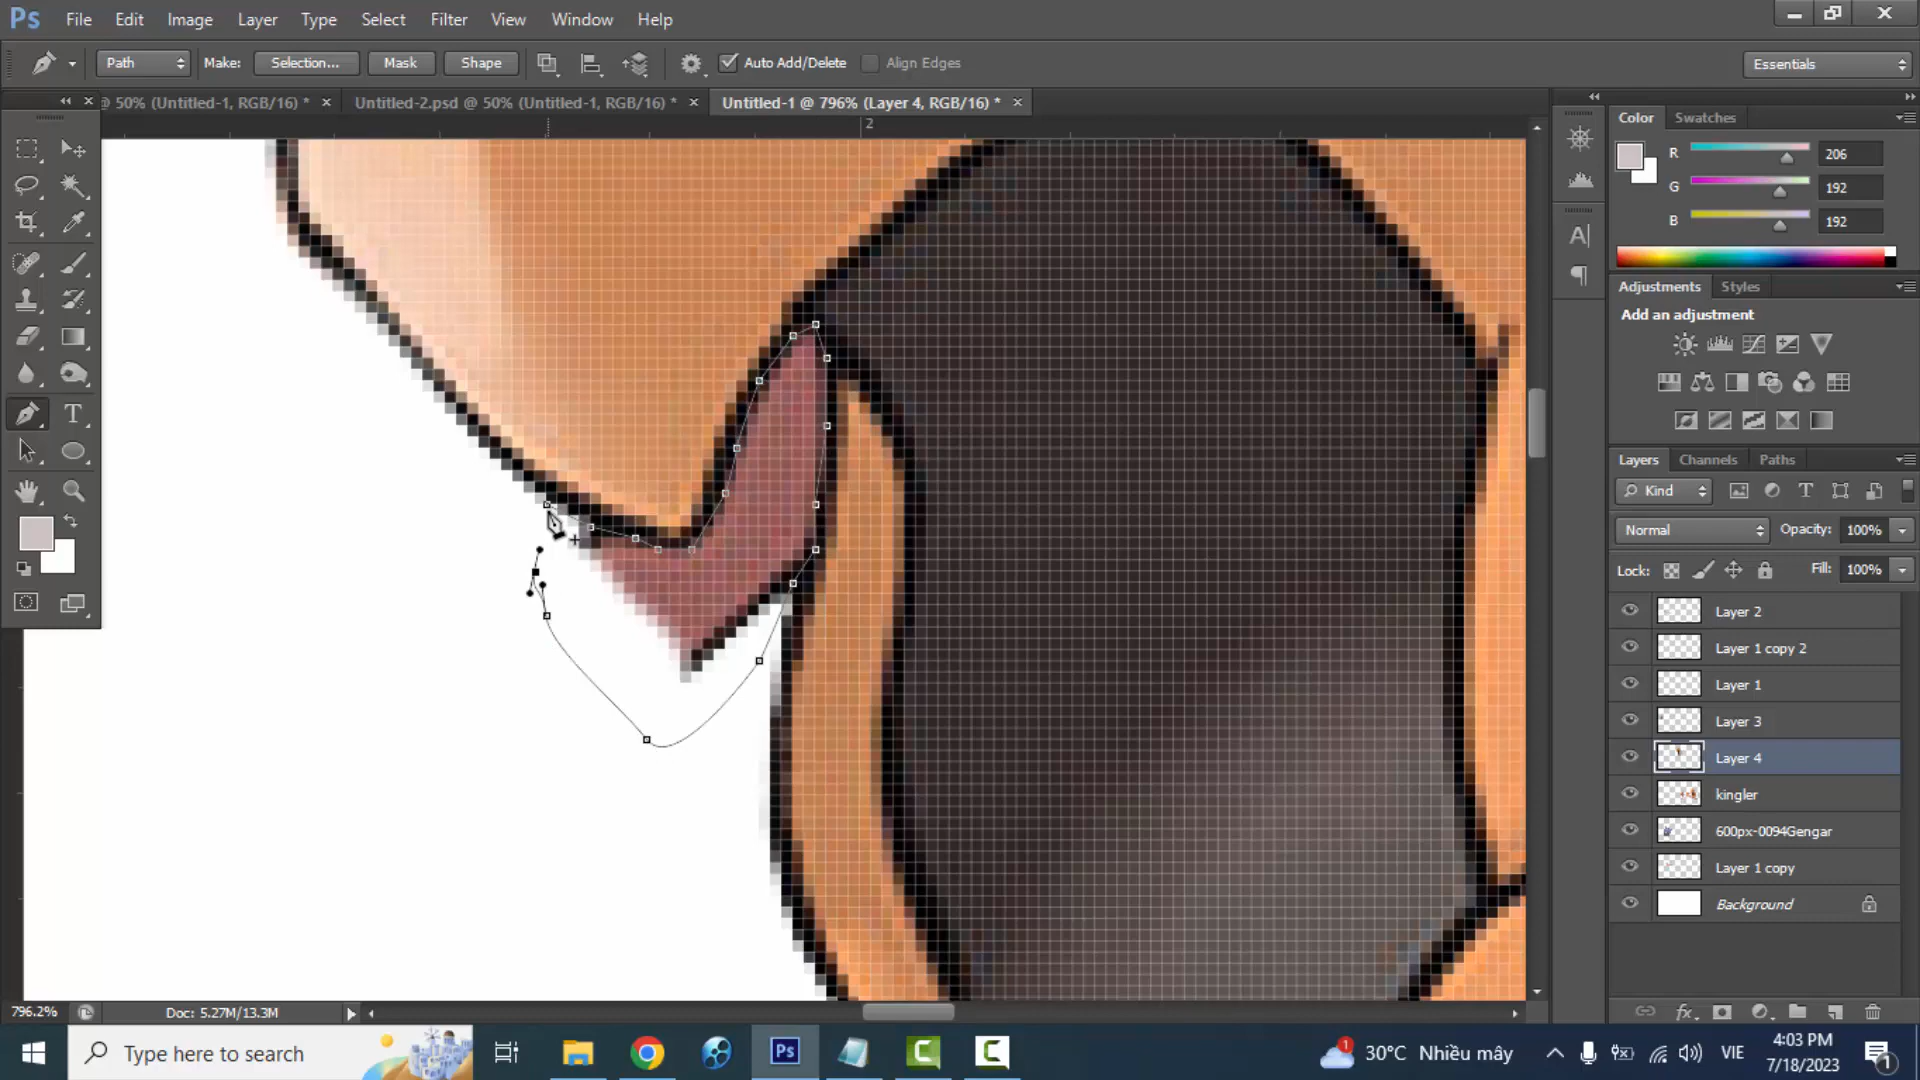 Ps File Edit Image Layer Type Select Filter View Window Help
Path Make: Selection... Mask Shape Auto Add/Delete Align Edges Essentials
@ 50% (Untitled-1, RGB/16) * × Untitled-2.psd @ 50% (Untitled-1, RGB/16) * × Untitled-1 @ 796% (Layer 4, RGB/16) * ×
2
Color Swatches
R 206
G 192
B 192
Adjustments Styles
Add an adjustment
Layers Channels Paths
Kind
Normal Opacity: 100%
Lock: Fill: 100%
Layer 2
Layer 1 copy 2
Layer 1
Layer 3
Layer 4
kingler
600px-0094Gengar
Layer 1 copy
Background
796.2% Doc: 5.27M/13.3M
Type here to search
Ps
1 30°C Nhiều mây
VIE
4:03 PM
7/18/2023
1